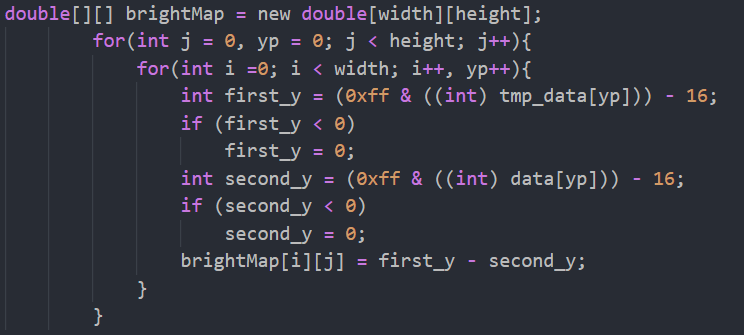 double[][] brightMap = new double[width][height];
        for(int j = 0, yp = 0; j < height; j++){
            for(int i =0; i < width; i++, yp++){
                int first_y = (0xff & ((int) tmp_data[yp])) - 16;
                if (first_y < 0)
                    first_y = 0;
                int second_y = (0xff & ((int) data[yp])) - 16;
                if (second_y < 0)
                    second_y = 0;
                brightMap[i][j] = first_y - second_y;
            }
        }